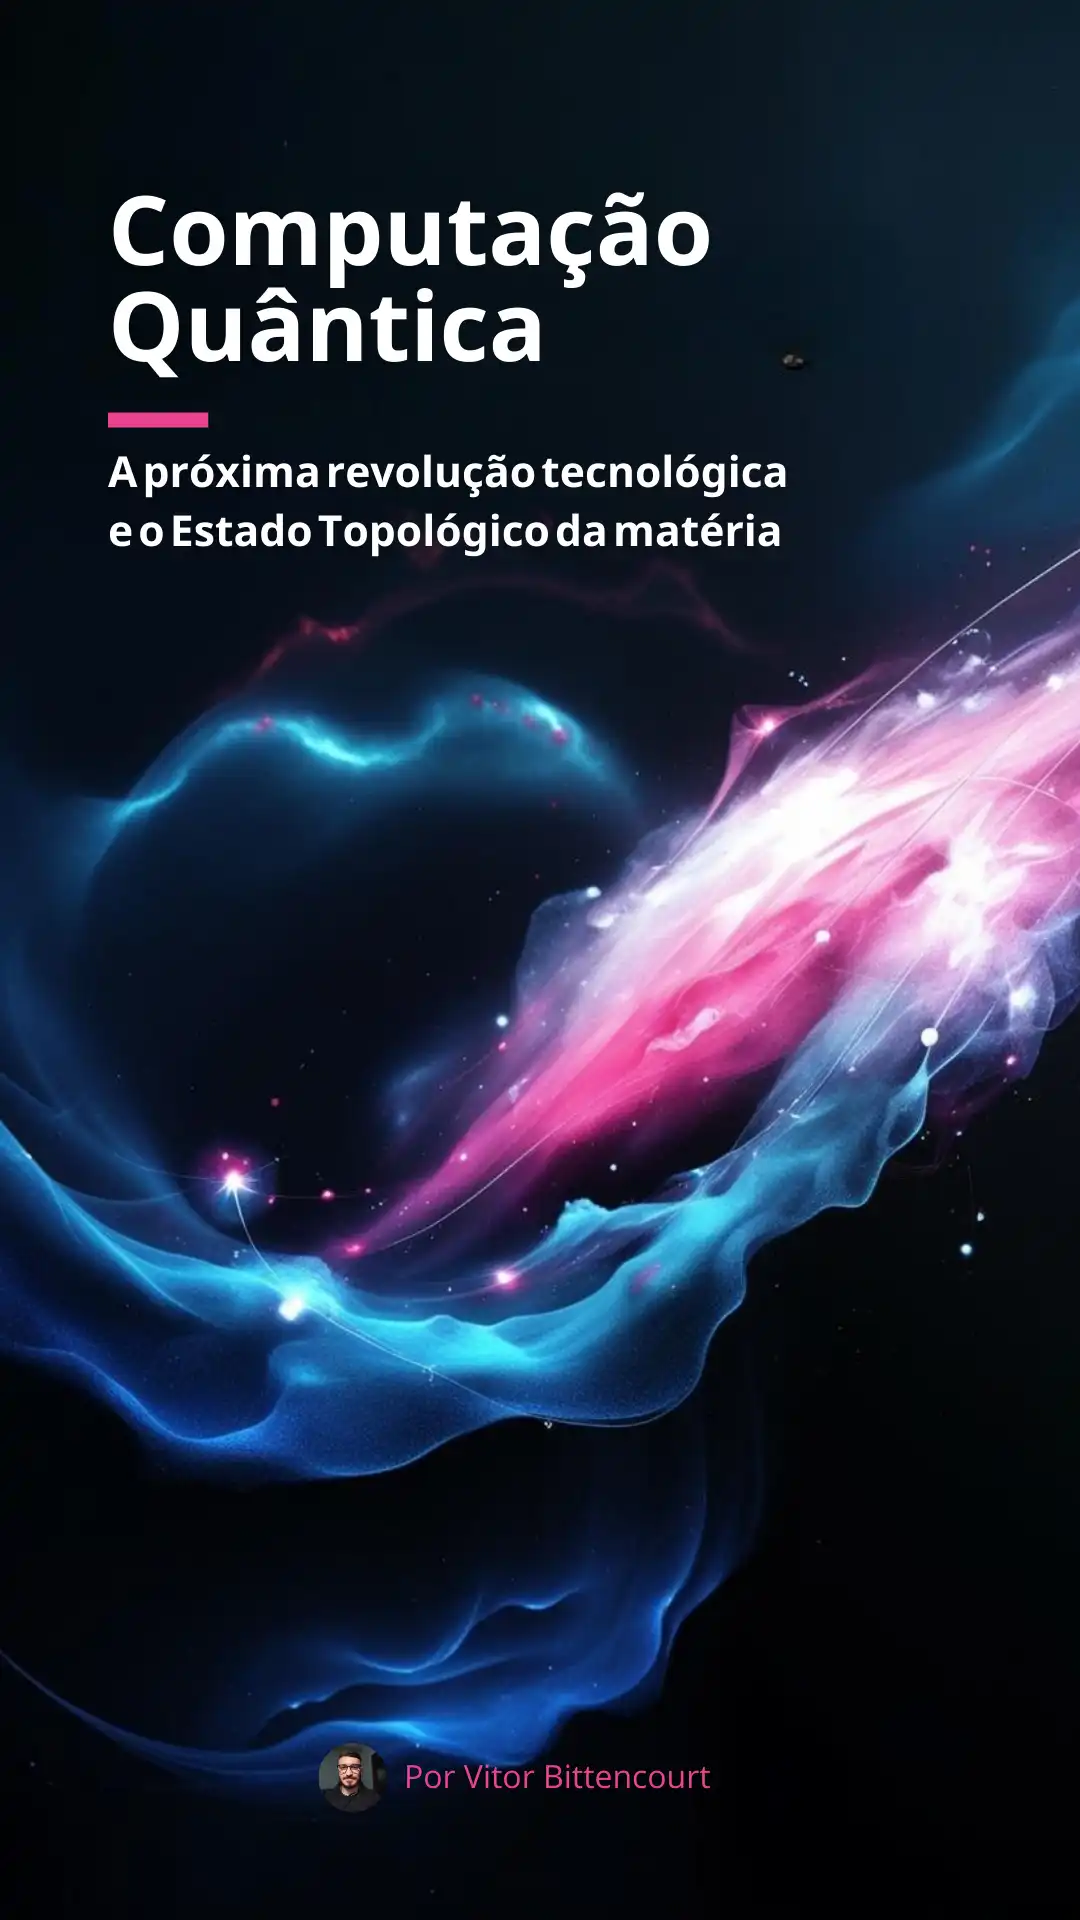 Computação
Quântica
A próxima revolução tecnológica
e o Estado Topológico da matéria
Por Vitor Bittencourt